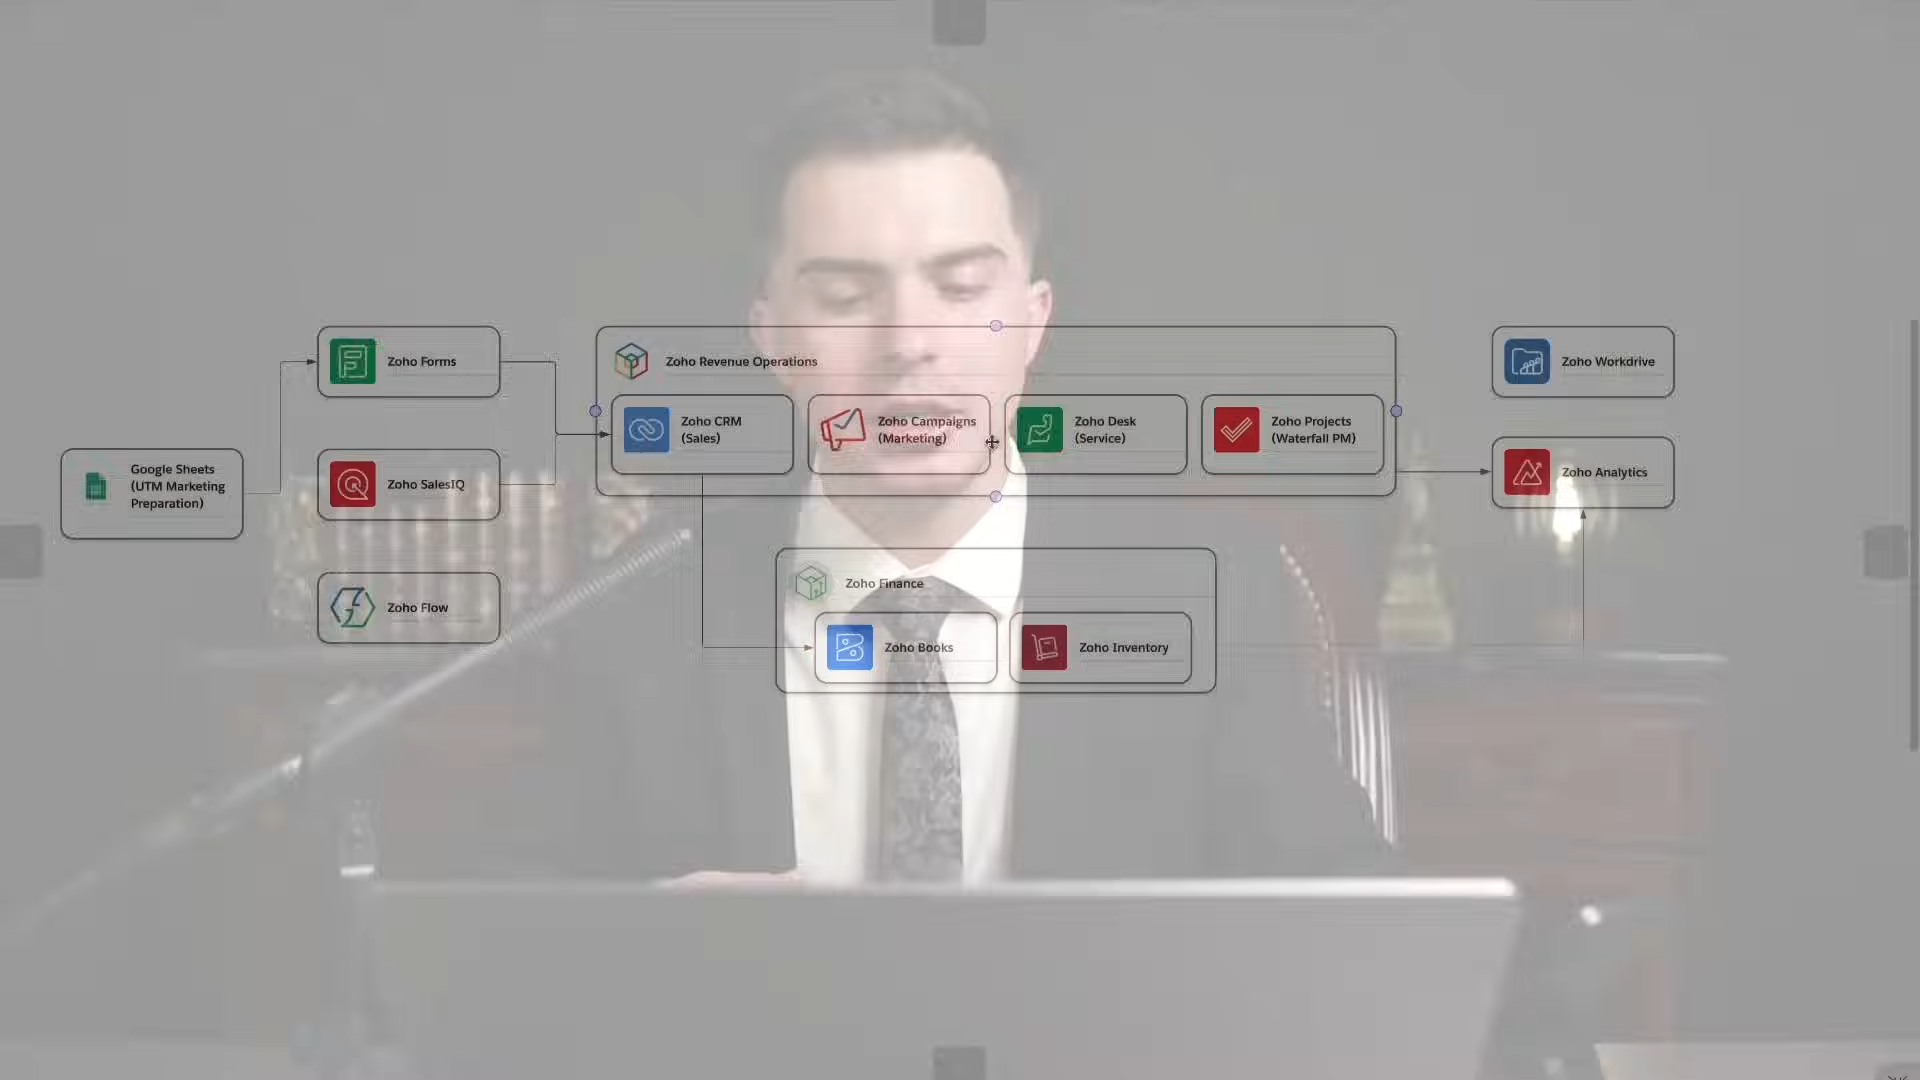 Google Sheets
(UTM Marketing
Preparation)
Zoho Forms
Zoho SalesIQ
Zoho Flow
Zoho Revenue Operations
Zoho CRM
(Sales)
Zoho Campaigns
(Marketing)
Zoho Desk
(Service)
Zoho Projects
(Waterfall PM)
Zoho Finance
Zoho Books
Zoho Inventory
Zoho Workdrive
Zoho Analytics